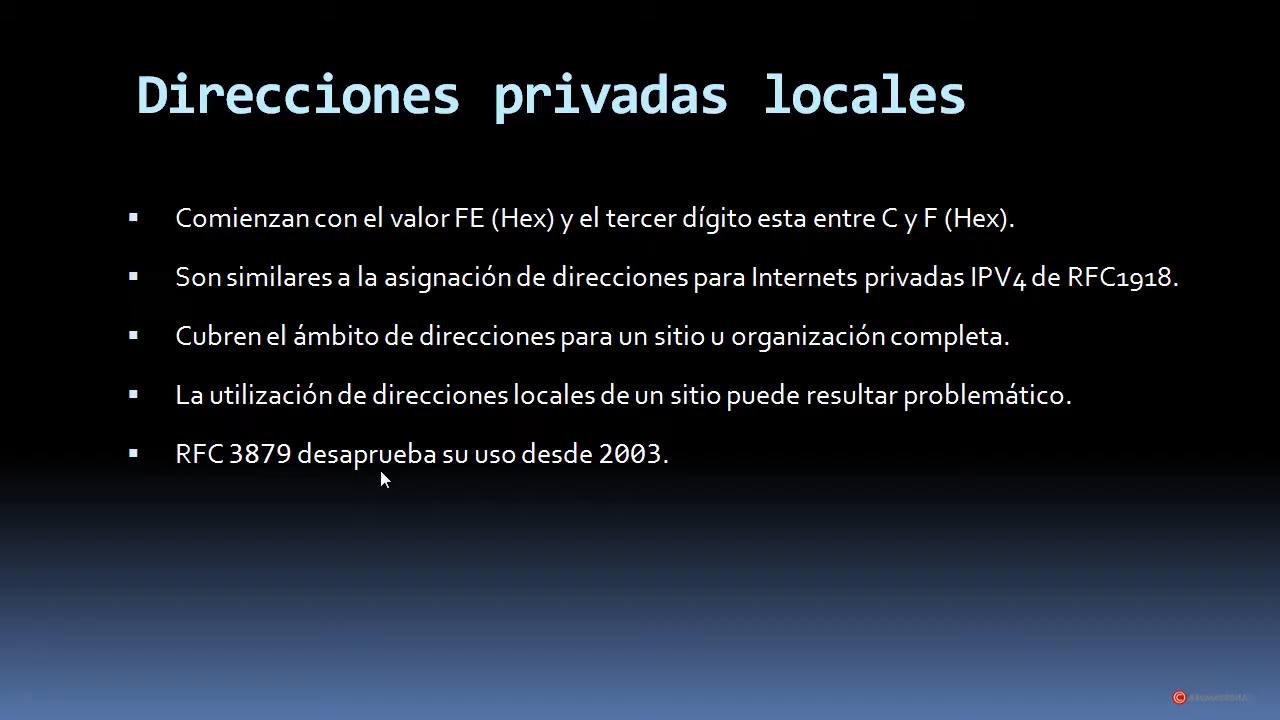 Direcciones privadas locales
Comienzan con el valor FE (Hex) y el tercer dígito esta entre C y F (Hex).
Son similares a la asignación de direcciones para Internets privadas IPV4 de RFC1918.
Cubren el ámbito de direcciones para un sitio u organización completa.
La utilización de direcciones locales de un sitio puede resultar problemático.
RFC 3879 desaprueba su uso desde 2003.